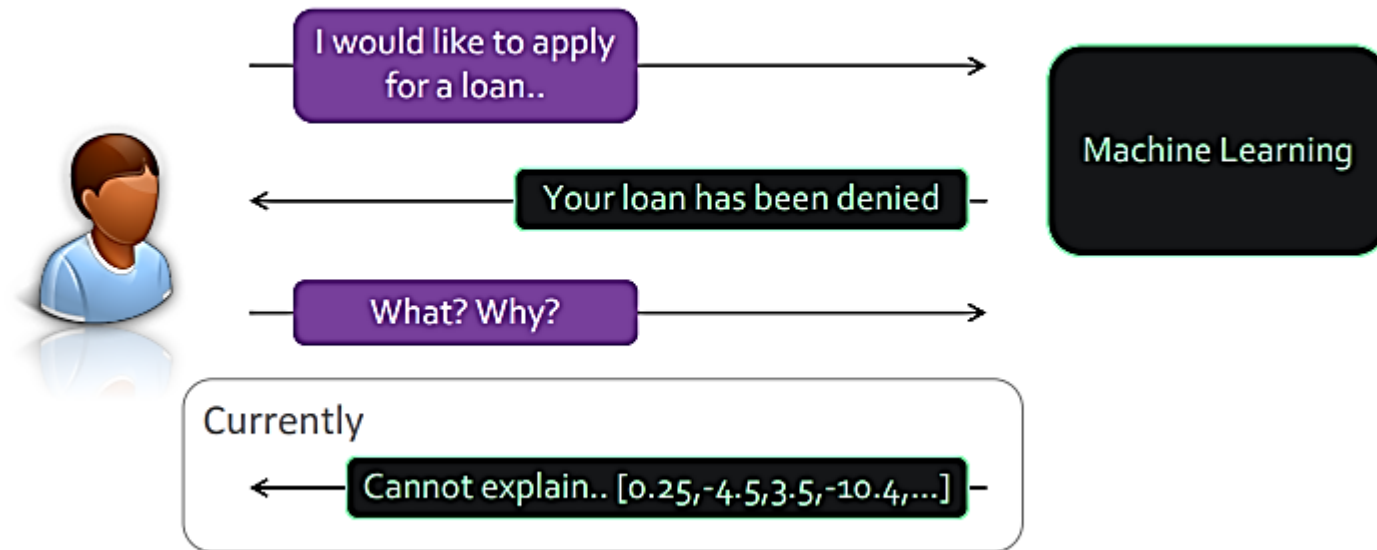 I would like to apply
for a loan..
Machine Learning
Your loan has been denied
What? Why?
Currently
Cannot explain.. [0.25,-4.5,3.5,-10.4,...]